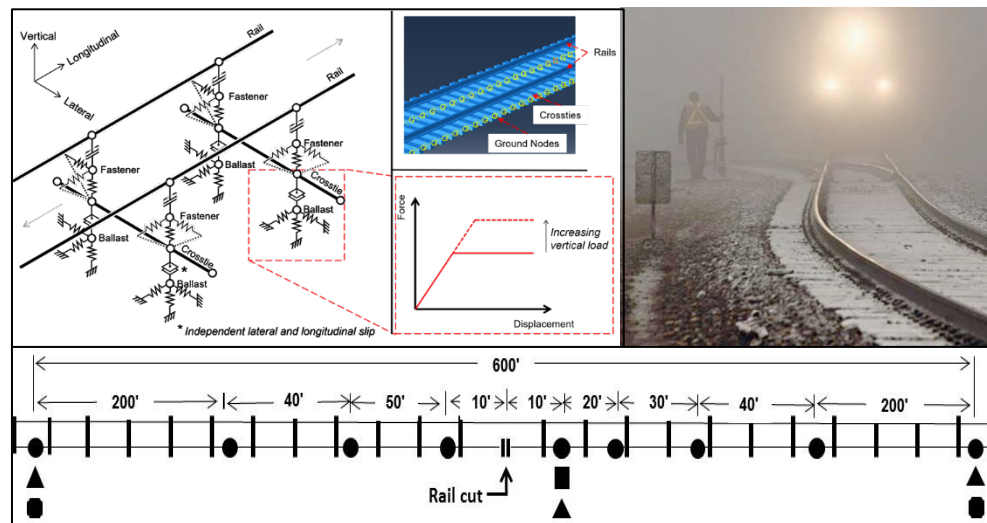 Vertical
Longitudinal
Lateral
Rail
Rail
Fastener
Fastener
Fastener
Fastener
Ballast
Ballast
Ballast
Ballast
Crosstie
Crosstie
*
* Independent lateral and longitudinal slip
Rails
Crossties
Ground Nodes
Force
Increasing
vertical load
Displacement
600'
200' 40' 50' 10' 10' 20' 30' 40' 200'
Rail cut